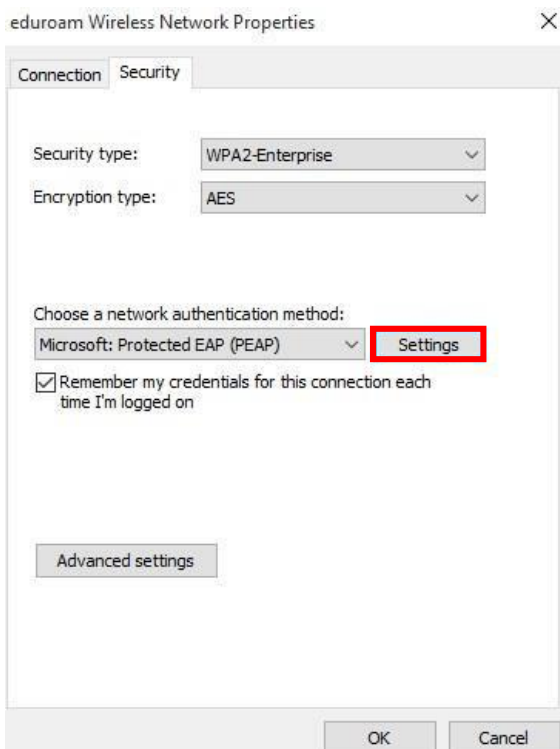 eduroam Wireless Network Properties
Connection Security
Security type: WPA2-Enterprise
Encryption type: AES
Choose a network authentication method:
Microsoft: Protected EAP (PEAP) Settings
Remember my credentials for this connection each
time I'm logged on
Advanced settings
OK Cancel